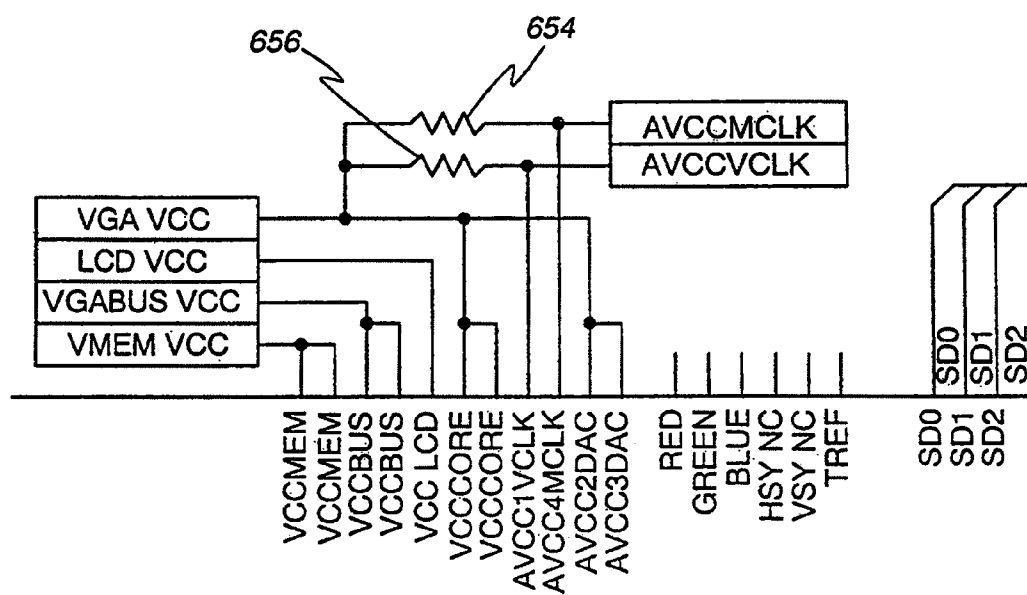 654
656
AVCCMCLK
AVCCVCLK
VGA VCC
LCD VCC
VGABUS VCC
VMEM VCC
SD0
SD1
SD2
VCCMEM
VCCMEM
VCCBUS
VCCBUS
VCC LCD
VCCCORE
VCCCORE
AVCC1VCLK
AVCC4MCLK
AVCC2DAC
AVCC3DAC
RED
GREEN
BLUE
HSY NC
VSY NC
TREF
SD0
SD1
SD2